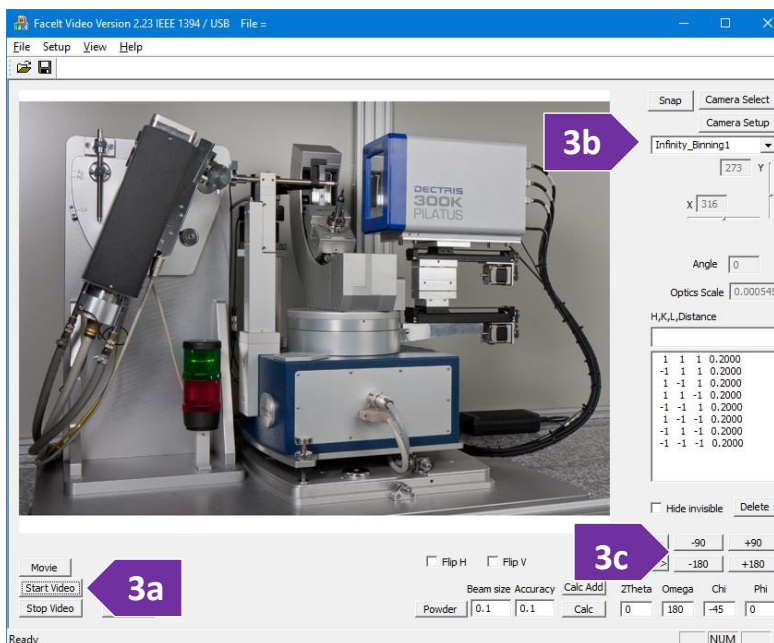 FaceIt Video Version 2.23 IEEE 1394 / USB File =
File Setup View Help
Snap Camera Select
Camera Setup
3b
Infinity_Binning1
273 Y
X 316
DECTRIS
300K
PILATUS
Angle 0
Optics Scale 0.000545
H,K,L,Distance
1 1 1 0.2000
-1 1 1 0.2000
1 -1 1 0.2000
1 1 -1 0.2000
-1 -1 1 0.2000
1 -1 -1 0.2000
-1 1 -1 0.2000
-1 -1 -1 0.2000
Hide invisible Delete
3c
-90 +90
> -180 +180
Movie
Flip H Flip V
Start Video
3a
Beam size Accuracy Calc Add 2Theta Omega Chi Phi
Stop Video Powder 0.1 0.1 Calc 0 180 -45 0
Ready NUM